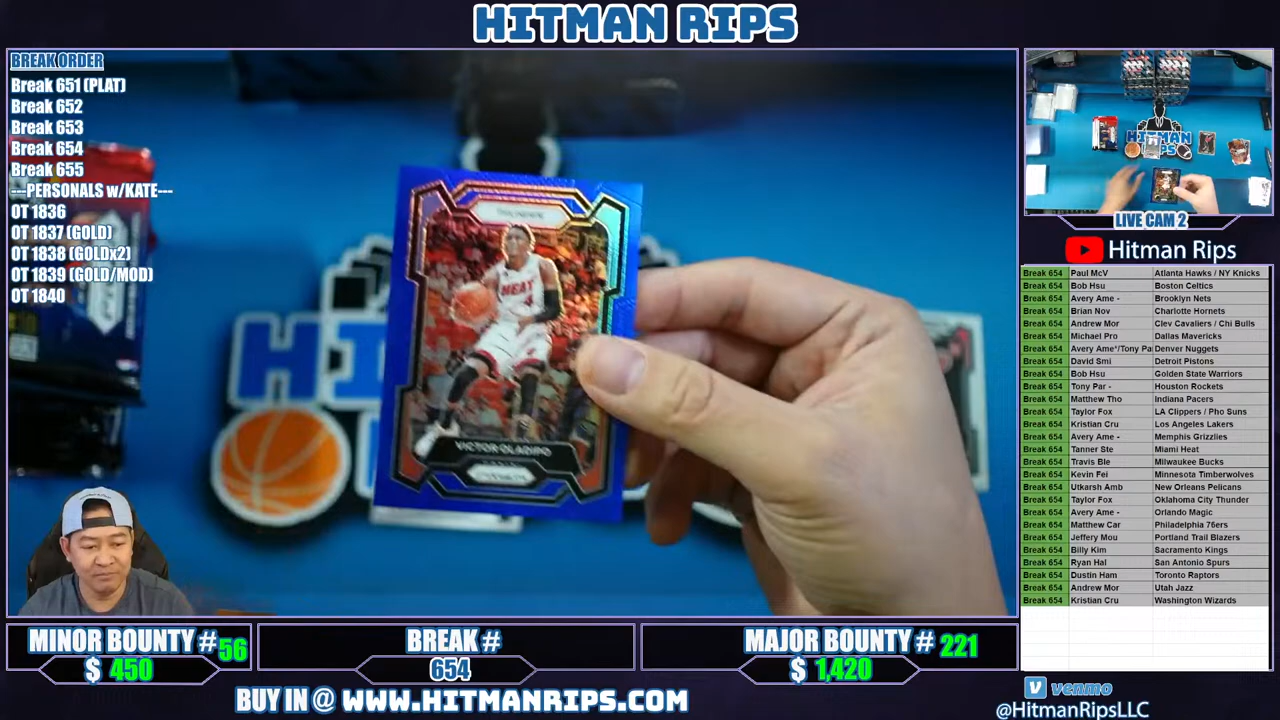 HITMAN RIPS
BREAK ORDER
Break 651 (PLAT)
Break 652
Break 653
Break 654
Break 655
---PERSONALS w/KATE---
OT 1836
OT 1837 (GOLD)
OT 1838 (GOLDx2)
OT 1839 (GOLD/MOD)
OT 1840
HEAT
4
VICTOR OLADIPO
HITMAN
RIPS
LIVE CAM 2
Hitman Rips
Break 654 Paul McV Atlanta Hawks / NY Knicks
Break 654 Bob Hsu Boston Celtics
Break 654 Avery Ame - Brooklyn Nets
Break 654 Brian Nov Charlotte Hornets
Break 654 Andrew Mor Clev Cavaliers / Chi Bulls
Break 654 Michael Pro Dallas Mavericks
Break 654 Avery Ame*/Tony Pa Denver Nuggets
Break 654 David Smi Detroit Pistons
Break 654 Bob Hsu Golden State Warriors
Break 654 Tony Par - Houston Rockets
Break 654 Matthew Tho Indiana Pacers
Break 654 Taylor Fox LA Clippers / Pho Suns
Break 654 Kristian Cru Los Angeles Lakers
Break 654 Avery Ame - Memphis Grizzlies
Break 654 Tanner Ste Miami Heat
Break 654 Travis Ble Milwaukee Bucks
Break 654 Kevin Fei Minnesota Timberwolves
Break 654 Utkarsh Amb New Orleans Pelicans
Break 654 Taylor Fox Oklahoma City Thunder
Break 654 Avery Ame - Orlando Magic
Break 654 Matthew Car Philadelphia 76ers
Break 654 Jeffery Mou Portland Trail Blazers
Break 654 Billy Kim Sacramento Kings
Break 654 Ryan Hal San Antonio Spurs
Break 654 Dustin Ham Toronto Raptors
Break 654 Andrew Mor Utah Jazz
Break 654 Kristian Cru Washington Wizards
MINOR BOUNTY # 56
$ 450
BREAK #
654
MAJOR BOUNTY # 221
$ 1,420
BUY IN @ WWW.HITMANRIPS.COM
venmo
@HitmanRipsLLC